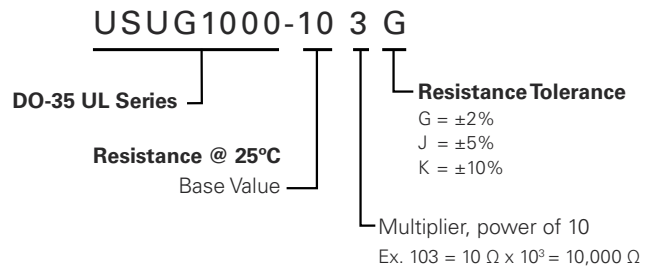 USUG1000-10 3 G
DO-35 UL Series
Resistance @ 25ºC
Base Value
Resistance Tolerance
G = ±2%
J = ±5%
K = ±10%
Multiplier, power of 10
Ex. 103 = 10 Ω x 10³ = 10,000 Ω